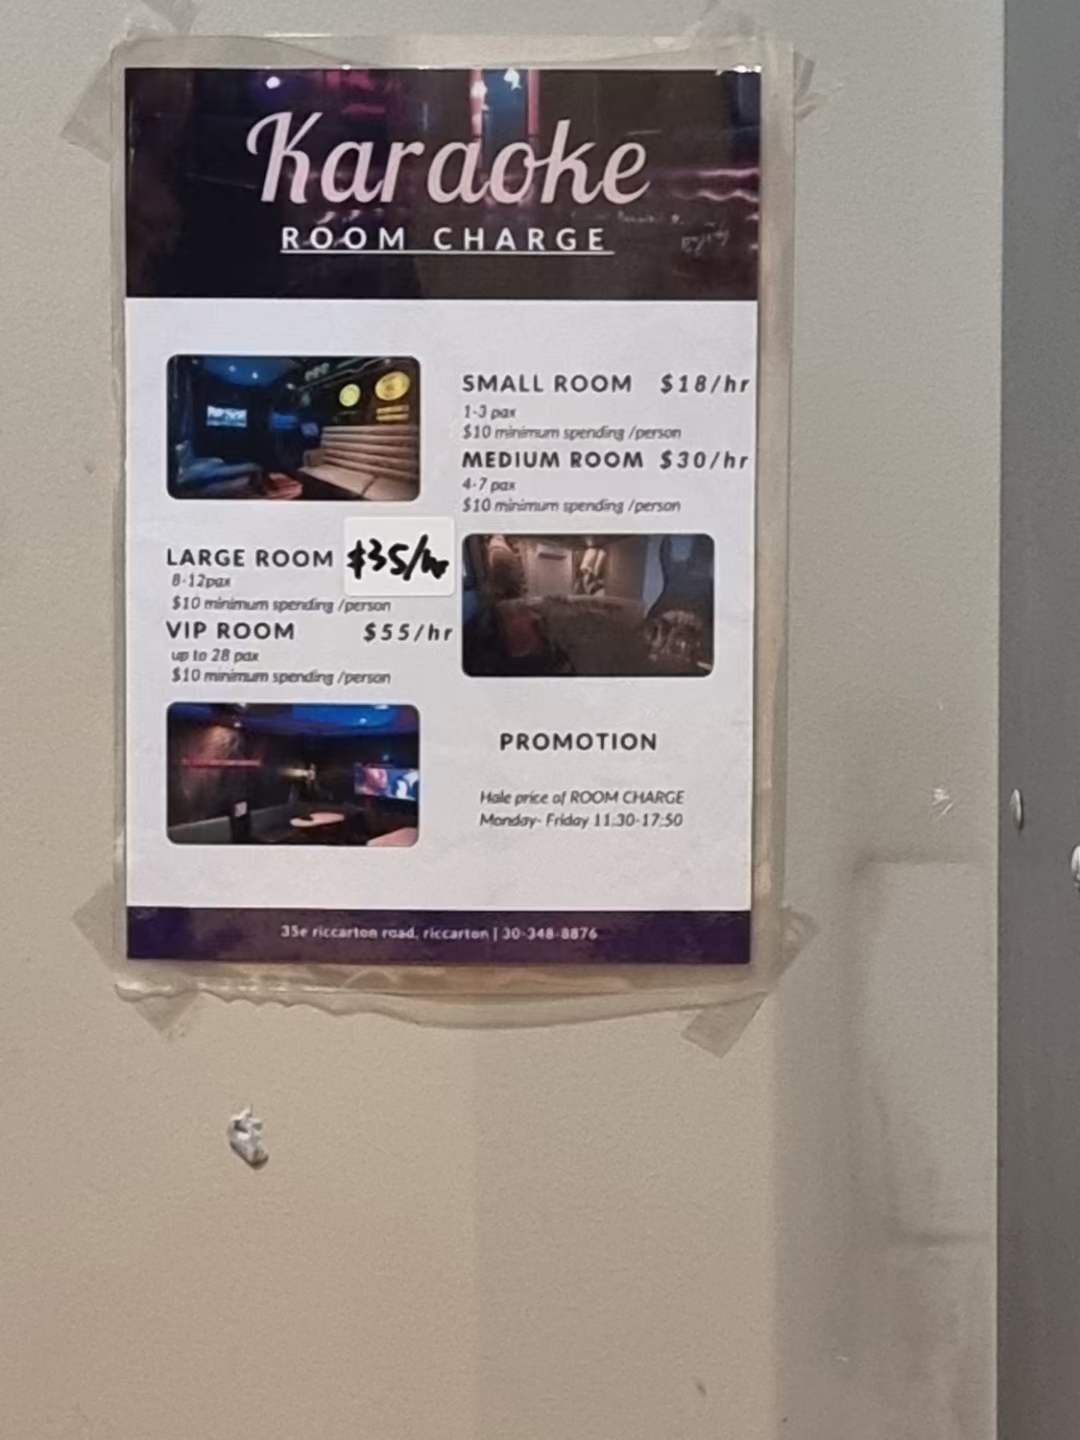 Karaoke
ROOM CHARGE
SMALL ROOM $18/hr
1-3 pax
$10 minimum spending /person
MEDIUM ROOM $30/hr
4-7 pax
$10 minimum spending /person
LARGE ROOM $35/hr
8-12pax
$10 minimum spending /person
VIP ROOM $55/hr
up to 28 pax
$10 minimum spending /person
PROMOTION
Hale price of ROOM CHARGE
Monday- Friday 11:30-17:50
35e riccarton road, riccarton | 30-348-8876